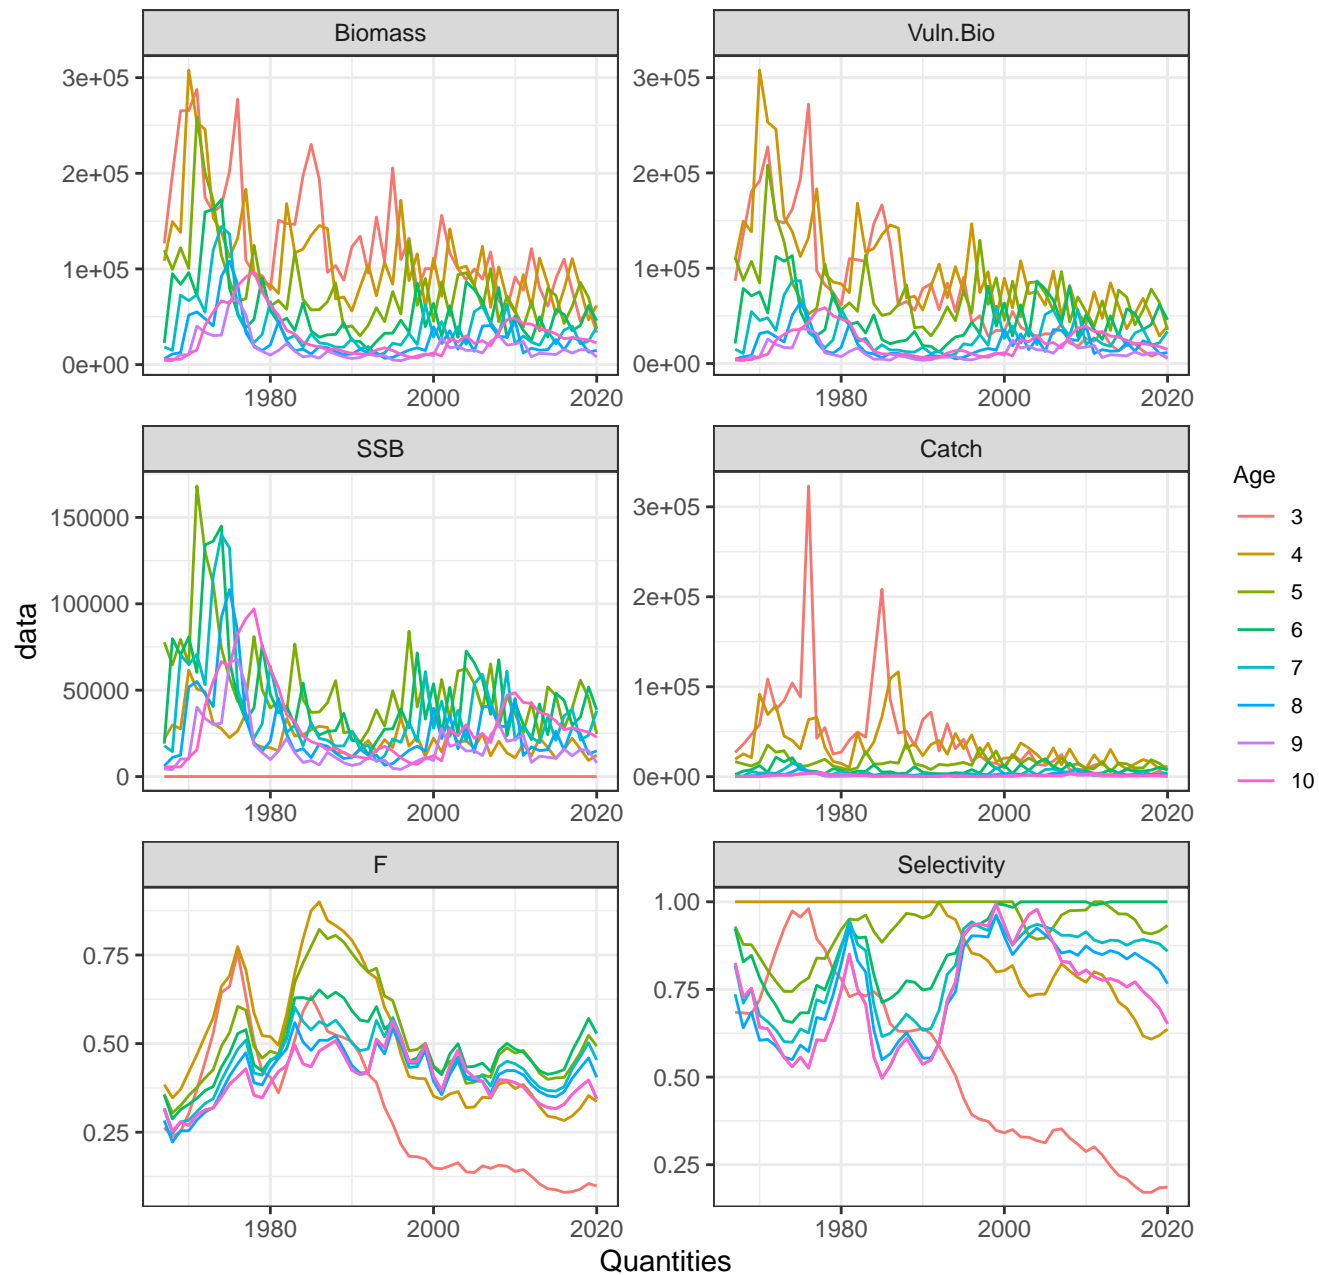 Biomass
Vuln.Bio
3e+05
2e+05
1e+05
0e+00
1980
2000
2020
3e+05
2e+05
1e+05
0e+00
1980
2000
2020
SSB
Catch
150000
100000
50000
0
1980
2000
2020
3e+05
2e+05
1e+05
0e+00
1980
2000
2020
F
Selectivity
0.75
0.50
0.25
1980
2000
2020
1.00
0.75
0.50
0.25
1980
2000
2020
data
Quantities
Age
3
4
5
6
7
8
9
10